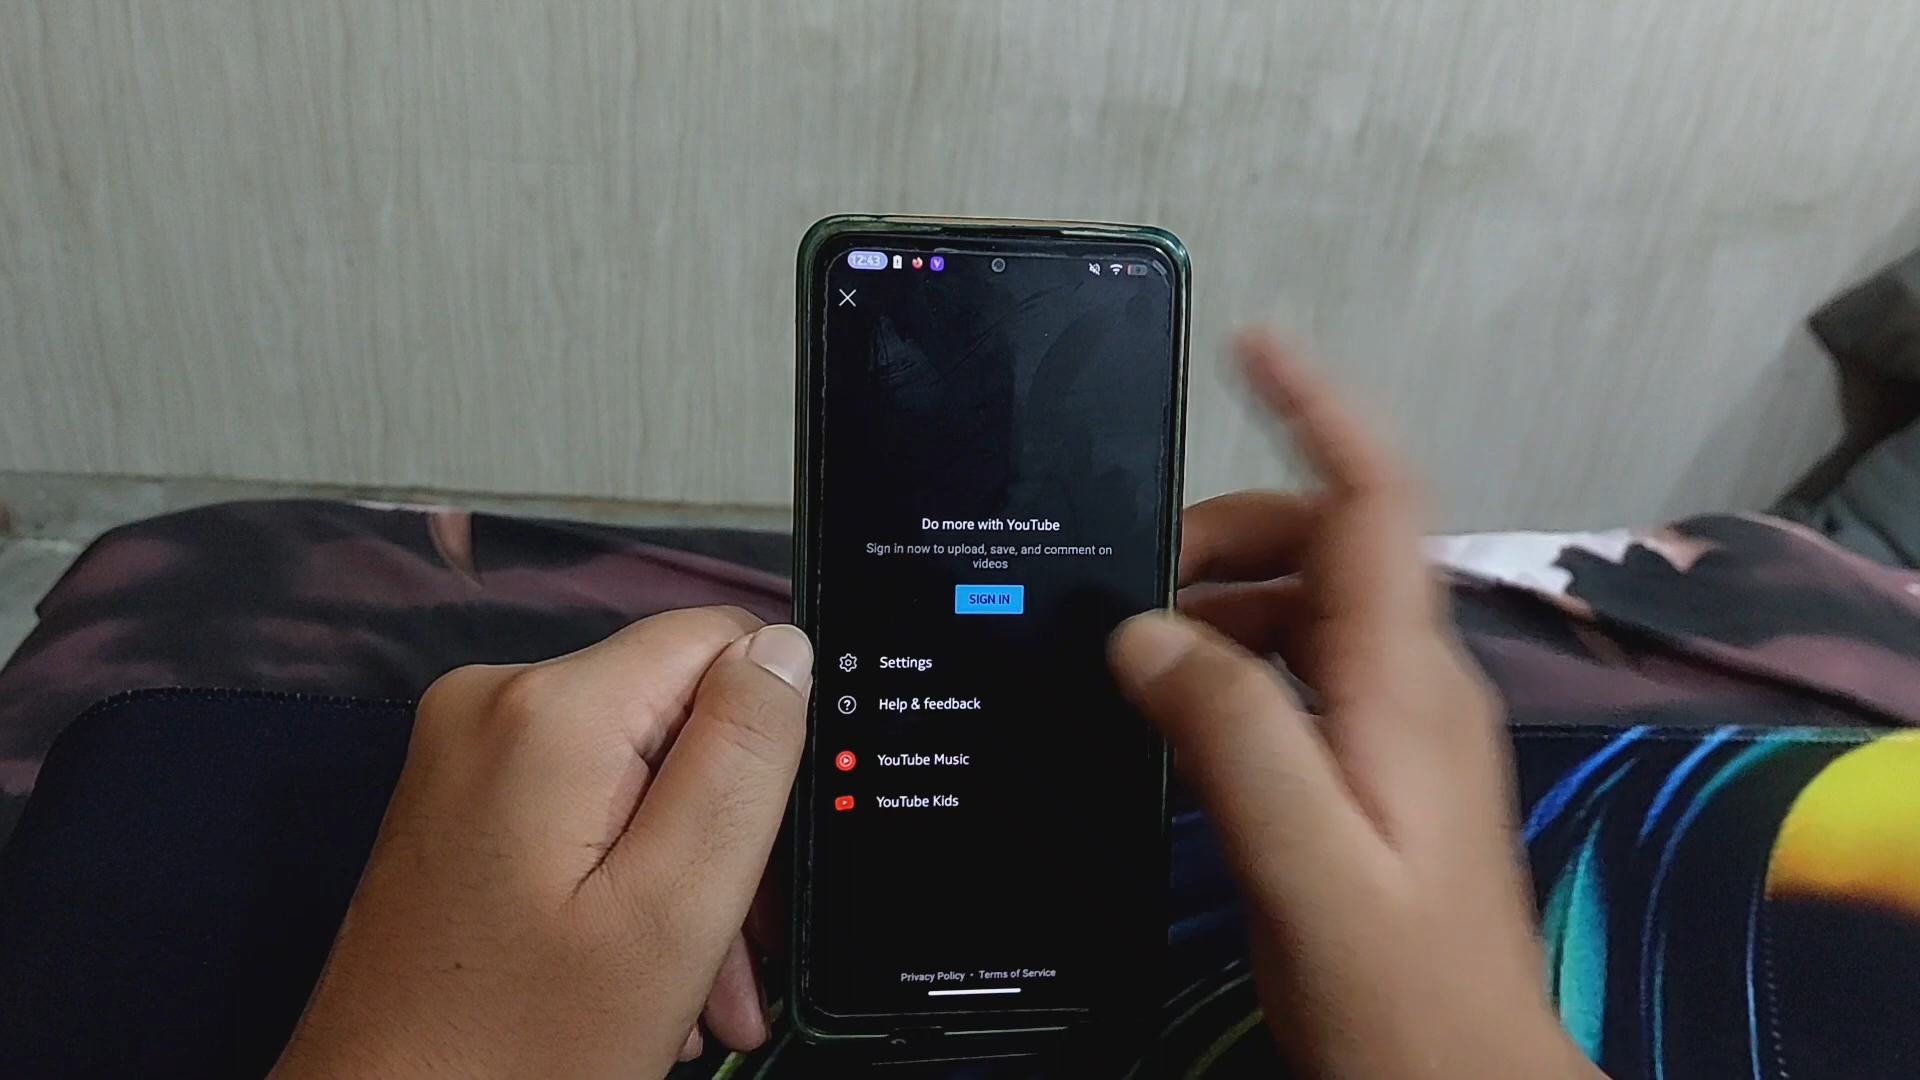 12:43
Do more with YouTube
Sign in now to upload, save, and comment on
videos
SIGN IN
Settings
Help & feedback
YouTube Music
YouTube Kids
Privacy Policy • Terms of Service